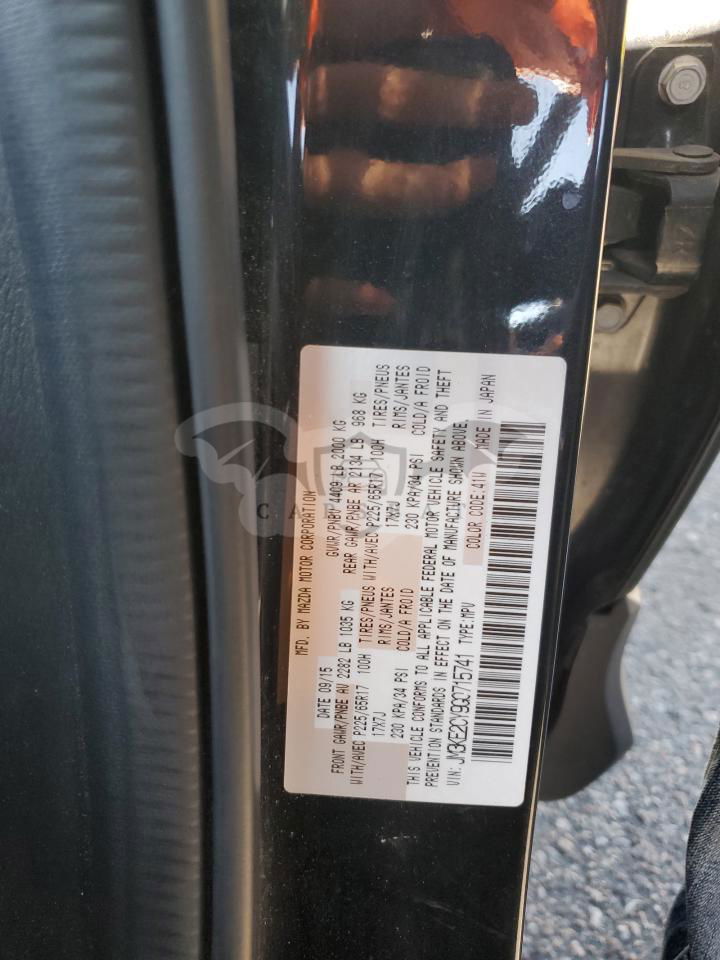 MFD. BY MAZDA MOTOR CORPORATION
DATE 09/15 GVWR/PNBV 4409 LB 2000 KG
FRONT GAWR/PNBE AV 2282 LB 1035 KG REAR GAWR/PNBE AR 2134 LB 968 KG
WITH/AVEC P225/65R17 100H TIRES/PNEUS WITH/AVEC P225/65R17 100H TIRES/PNEUS
17X7J RIMS/JANTES 17X7J RIMS/JANTES
230 KPA/34 PSI COLD/A FROID 230 KPA/34 PSI COLD/A FROID
THIS VEHICLE CONFORMS TO ALL APPLICABLE FEDERAL MOTOR VEHICLE SAFETY AND THEFT
PREVENTION STANDARDS IN EFFECT ON THE DATE OF MANUFACTURE SHOWN ABOVE.
VIN: JM3KE2CY9G0715741 TYPE:MPV COLOR CODE:41W MADE IN JAPAN